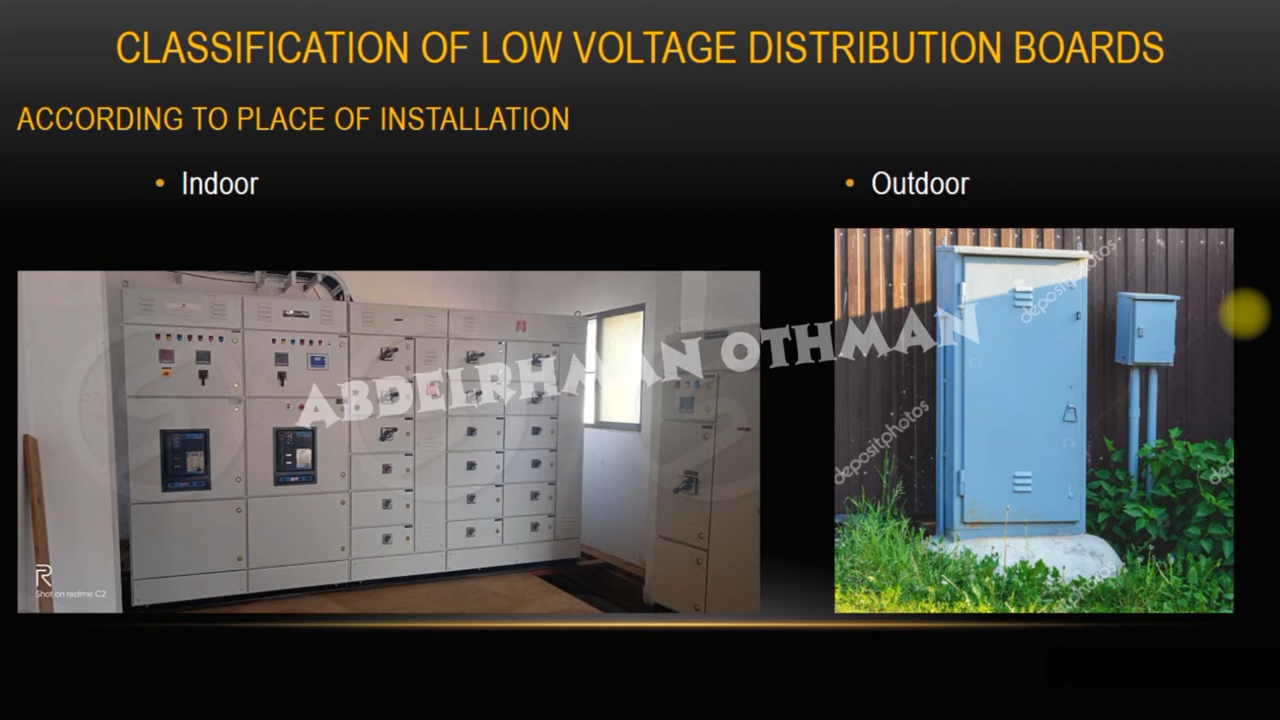 CLASSIFICATION OF LOW VOLTAGE DISTRIBUTION BOARDS
ACCORDING TO PLACE OF INSTALLATION
• Indoor
• Outdoor
ABDELRHMAN OTHMAN
depositphotos
depositphotos
R
Shot on realme C2